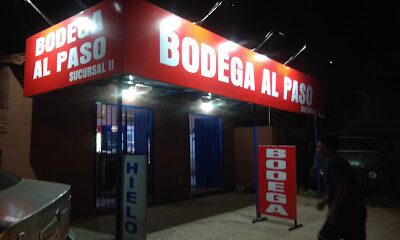 BODEGA
AL PASO
SUCURSAL II
BODEGA AL PASO
HIELO
BODEGA